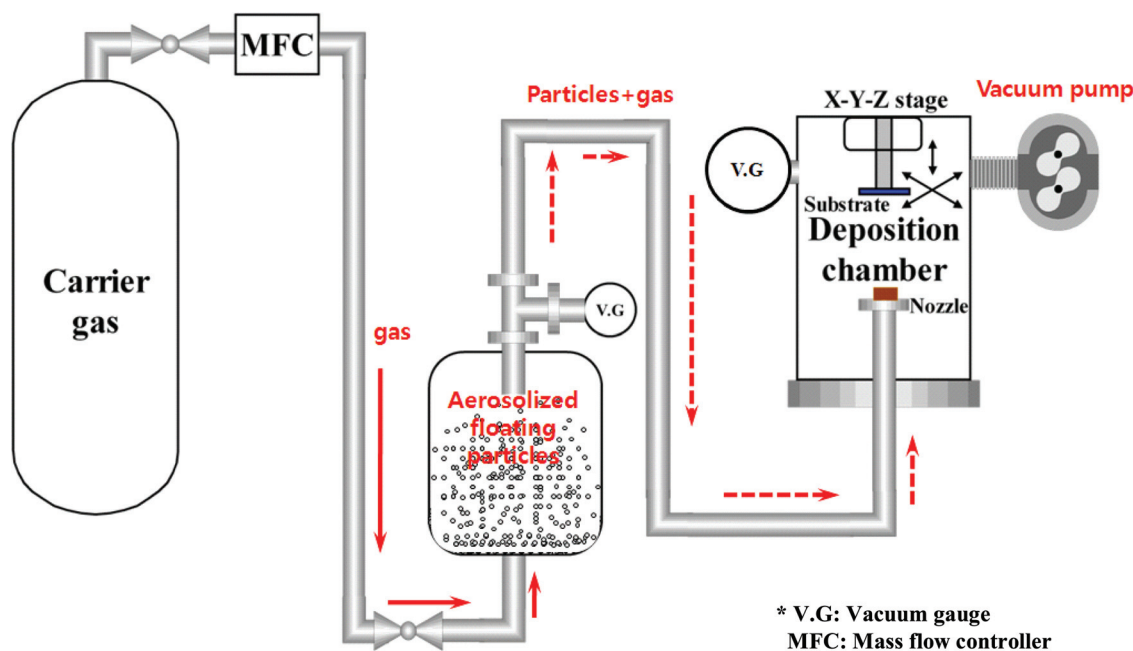 MFC
Particles+gas
X-Y-Z stage
Vacuum pump
V.G
Substrate
Deposition
chamber
Carrier
gas
Nozzle
V.G
gas
Aerosolized
floating
particles
* V.G: Vacuum gauge
MFC: Mass flow controller